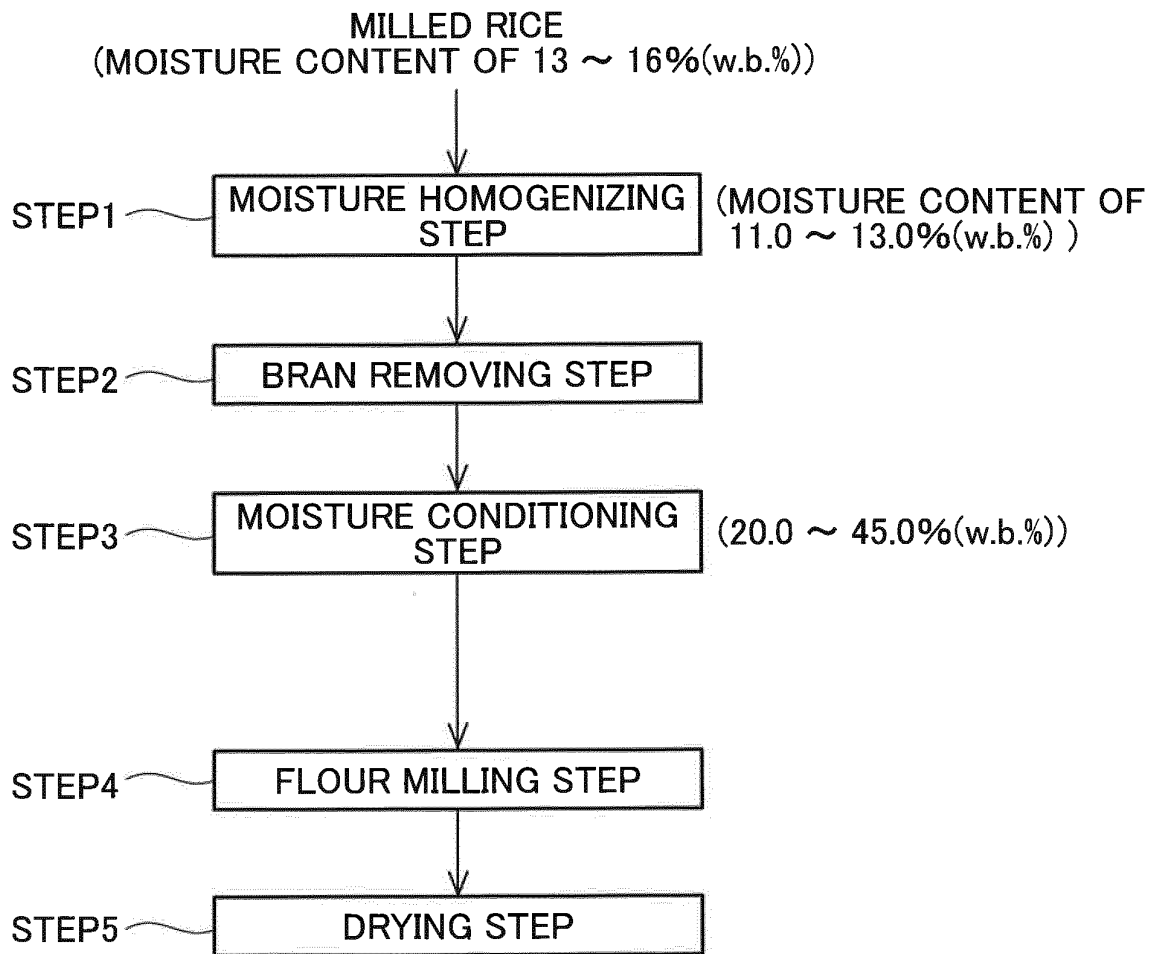 MILLED RICE
(MOISTURE CONTENT OF 13 ~ 16%(w.b.%))
STEP1
MOISTURE HOMOGENIZING
STEP
(MOISTURE CONTENT OF
11.0 ~ 13.0%(w.b.%) )
STEP2
BRAN REMOVING STEP
STEP3
MOISTURE CONDITIONING
STEP
(20.0 ~ 45.0%(w.b.%))
STEP4
FLOUR MILLING STEP
STEP5
DRYING STEP